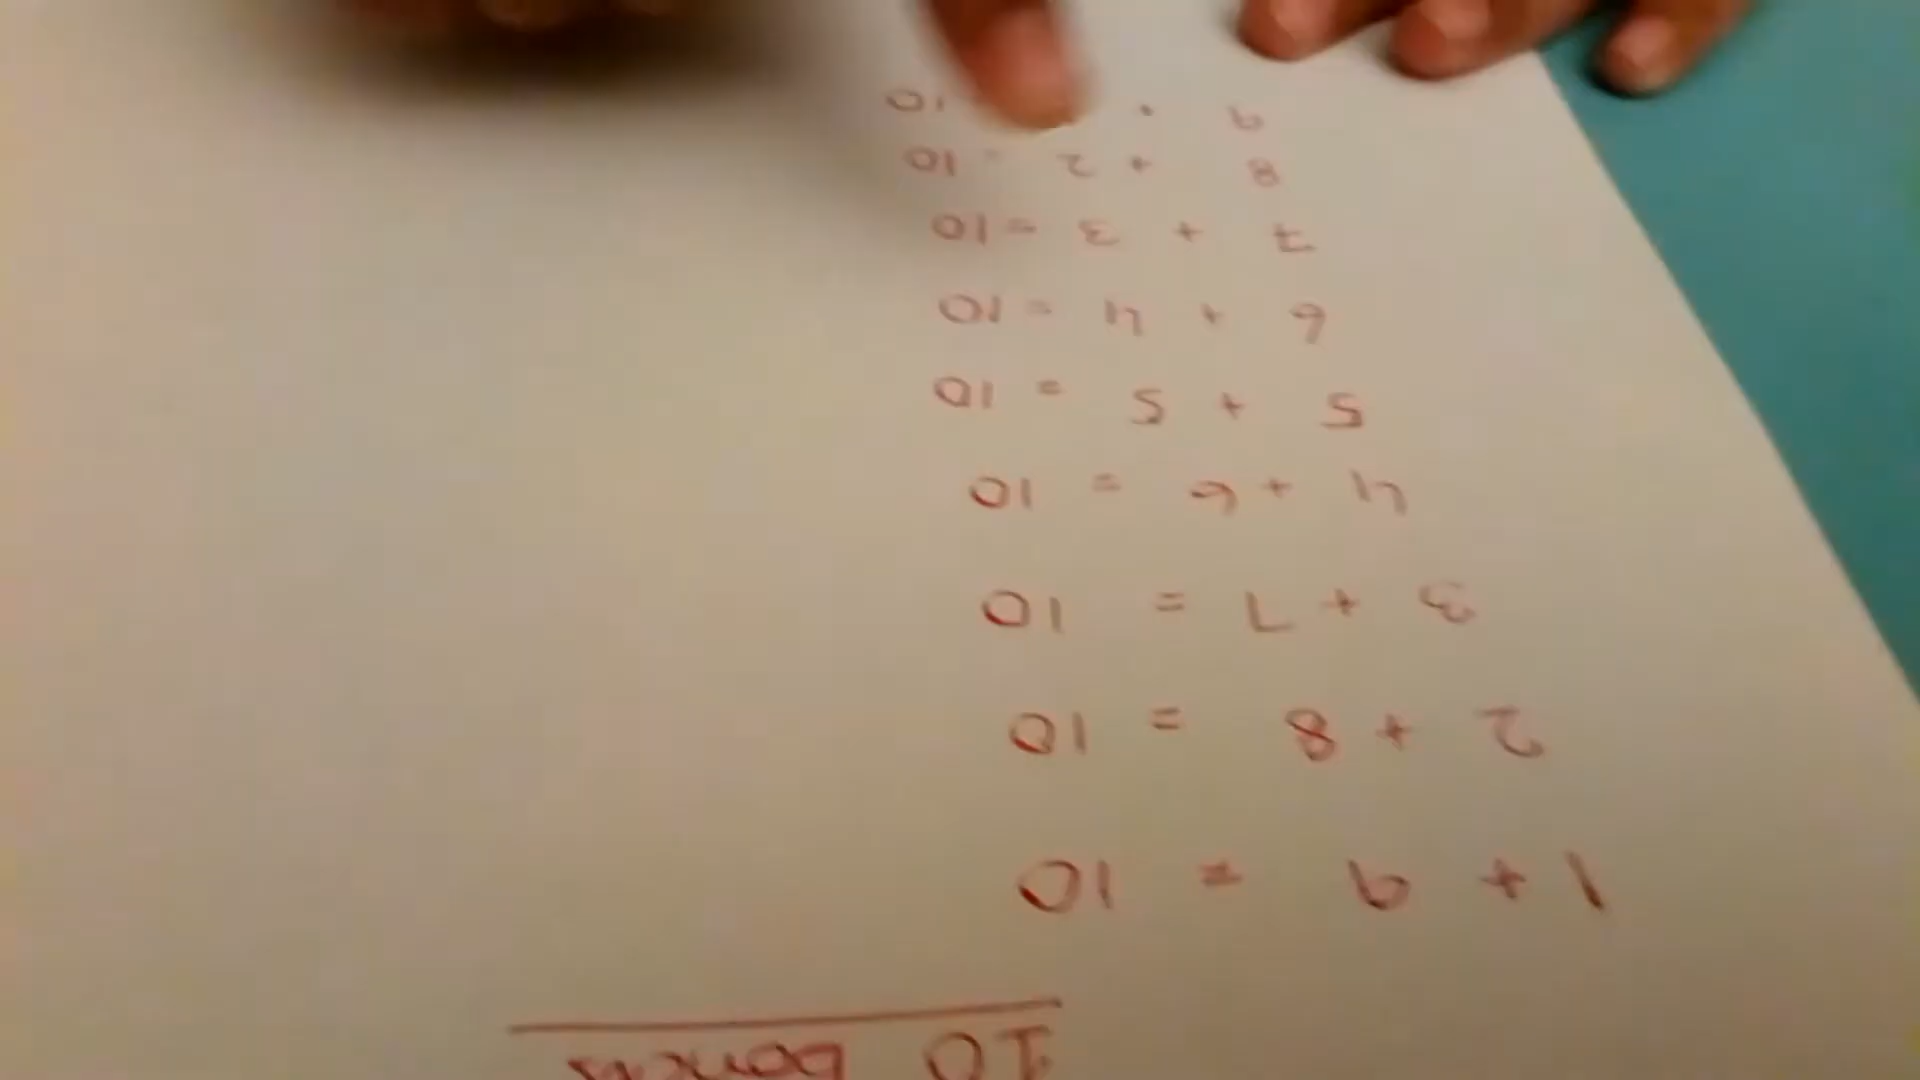 10 bonds
1 + 9 = 10
2 + 8 = 10
3 + 7 = 10
4 + 6 = 10
5 + 5 = 10
6 + 4 = 10
7 + 3 = 10
8 + 2 = 10
9 + 10